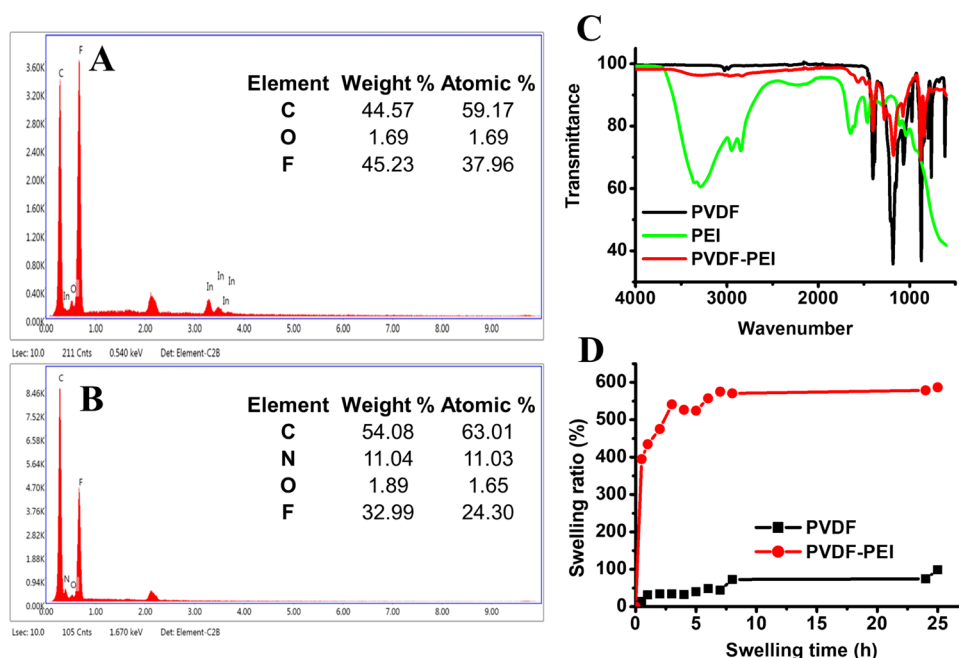 A
C
F
3.60K
3.20K
2.80K
2.40K
2.00K
1.60K
1.20K
0.80K
0.40K
0.00K
Element Weight % Atomic %
C 44.57 59.17
O 1.69 1.69
F 45.23 37.96
In
O
In
In
In
In
0.00 1.00 2.00 3.00 4.00 5.00 6.00 7.00 8.00 9.00
Lsec: 10.0 211 Cnts 0.540 keV Det: Element-C2B
B
C
F
8.46K
7.52K
6.58K
5.64K
4.70K
3.76K
2.82K
1.88K
0.94K
0.00K
Element Weight % Atomic %
C 54.08 63.01
N 11.04 11.03
O 1.89 1.65
F 32.99 24.30
N
O
0.00 1.00 2.00 3.00 4.00 5.00 6.00 7.00 8.00 9.00
Lsec: 10.0 105 Cnts 1.670 keV Det: Element-C2B
C
Transmittance
100
80
60
40
PVDF
PEI
PVDF-PEI
4000 3000 2000 1000
Wavenumber
D
Swelling ratio (%)
600
500
400
300
200
100
0
PVDF
PVDF-PEI
0 5 10 15 20 25
Swelling time (h)